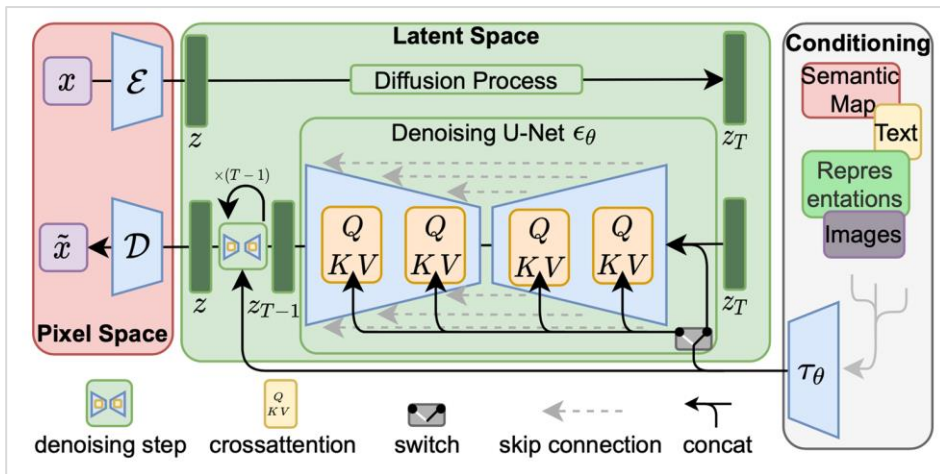 Latent Space
Conditioning
x
ℰ
Diffusion Process
z
z_T
Semantic
Map
Text
Repres
entations
Images
Denoising U-Net ϵ_θ
×(T−1)
Q
KV
Q
KV
Q
KV
Q
KV
x̃
𝒟
z
z_{T−1}
z_T
Pixel Space
τ_θ
Q
KV
denoising step
crossattention
switch
skip connection
concat